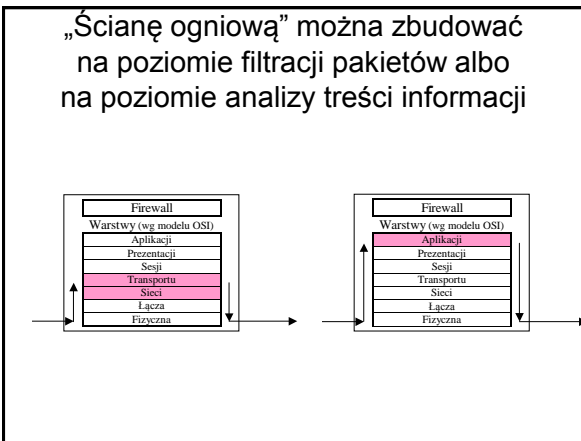 „Ścianę ogniową” można zbudować
na poziomie filtracji pakietów albo
na poziomie analizy treści informacji
Firewall
Warstwy (wg modelu OSI)
Aplikacji
Prezentacji
Sesji
Transportu
Sieci
Łącza
Fizyczna
Firewall
Warstwy (wg modelu OSI)
Aplikacji
Prezentacji
Sesji
Transportu
Sieci
Łącza
Fizyczna